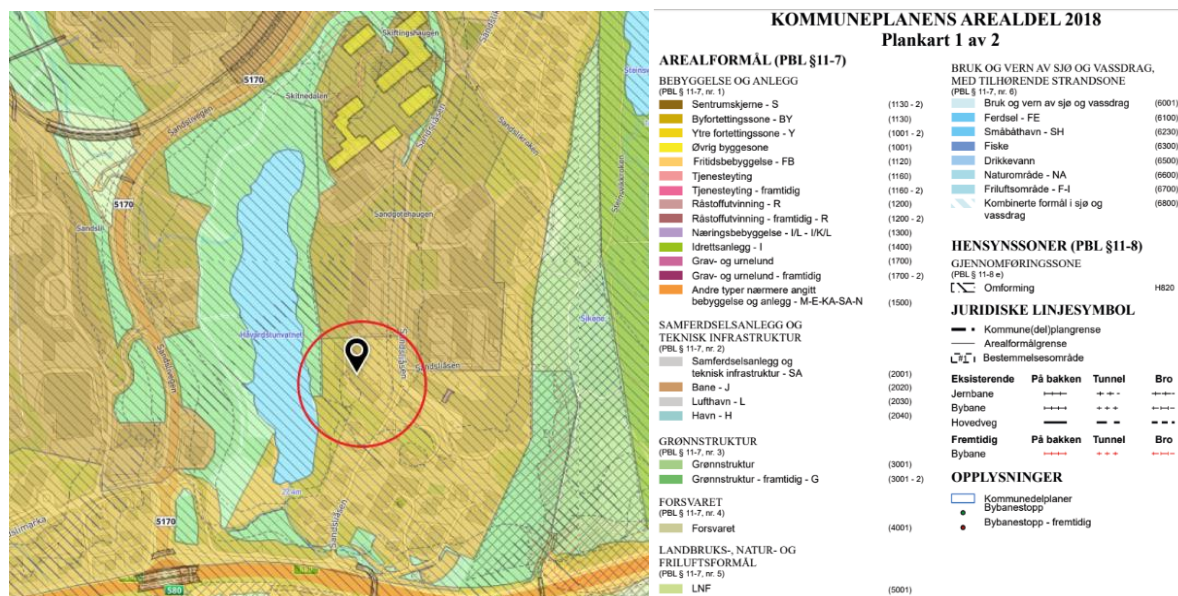 Skiftingshaugen
5170
Skitnedalen
Sandslivegen
Sandsliåsen
Sandslikroken
Steinsvikkroken
5170
Sandsli
Sandgotehaugen
Håvardstunvatnet
Sikane
Sandsliåsen
Sandsliåsen
Sandslivegen
5170
Sandsliåsen
580
KOMMUNEPLANENS AREALDEL 2018
Plankart 1 av 2
AREALFORMÅL (PBL §11-7)
BEBYGGELSE OG ANLEGG
(PBL §11-7, nr. 1)
Sentrumskjerne - S (1130 - 2)
Byfortettingssone - BY (1130)
Ytre fortettingssone - Y (1001 - 2)
Øvrig byggesone (1001)
Fritidsbebyggelse - FB (1120)
Tjenesteyting (1160)
Tjenesteyting - framtidig (1160 - 2)
Råstoffutvinning - R (1200)
Råstoffutvinning - framtidig - R (1200 - 2)
Næringsbebyggelse - I/L - I/K/L (1300)
Idrettsanlegg - I (1400)
Grav- og urnelund (1700)
Grav- og urnelund - framtidig (1700 - 2)
Andre typer nærmere angitt
bebyggelse og anlegg - M-E-KA-SA-N (1500)
SAMFERDSELSANLEGG OG
TEKNISK INFRASTRUKTUR
(PBL § 11-7, nr. 2)
Samferdselsanlegg og
teknisk infrastruktur - SA (2001)
Bane - J (2020)
Lufthavn - L (2030)
Havn - H (2040)
GRØNNSTRUKTUR
(PBL § 11-7, nr. 3)
Grønnstruktur (3001)
Grønnstruktur - framtidig - G (3001 - 2)
FORSVARET
(PBL § 11-7, nr. 4)
Forsvaret (4001)
LANDBRUKS-, NATUR- OG
FRILUFTSFORMÅL
(PBL § 11-7, nr. 5)
LNF (5001)
BRUK OG VERN AV SJØ OG VASSDRAG,
MED TILHØRENDE STRANDSONE
(PBL § 11-7, nr. 6)
Bruk og vern av sjø og vassdrag (6001)
Ferdsel - FE (6100)
Småbåthavn - SH (6230)
Fiske (6300)
Drikkevann (6500)
Naturområde - NA (6600)
Friluftsområde - F-I (6700)
Kombinerte formål i sjø og (6800)
vassdrag
HENSYNSSONER (PBL §11-8)
GJENNOMFØRINGSSONE
(PBL § 11-8 e)
Omforming H820
JURIDISKE LINJESYMBOL
Kommune(del)plangrense
Arealformålgrense
Bestemmelsesområde
Eksisterende På bakken Tunnel Bro
Jernbane
Bybane
Hovedveg
Fremtidig På bakken Tunnel Bro
Bybane
OPPLYSNINGER
Kommunedelplaner
Bybanestopp
Bybanestopp - fremtidig